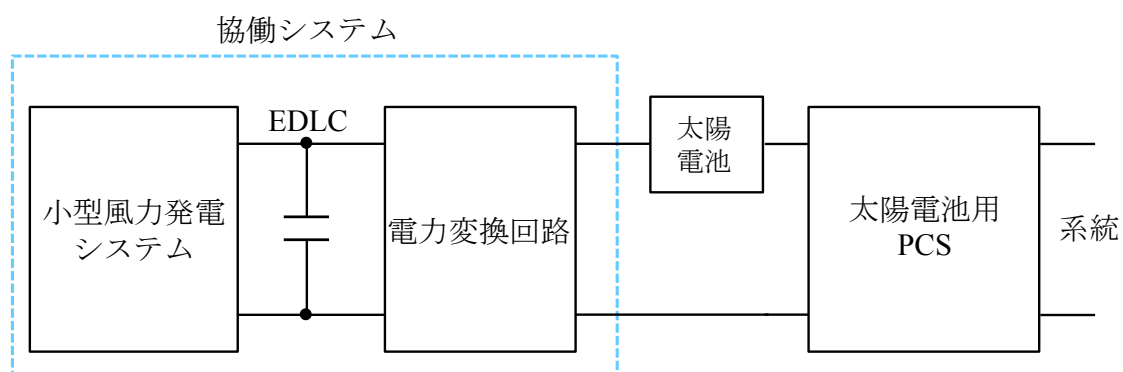 協働システム
EDLC
小型風力発電
システム
電力変換回路
太陽
電池
太陽電池用
PCS
系統